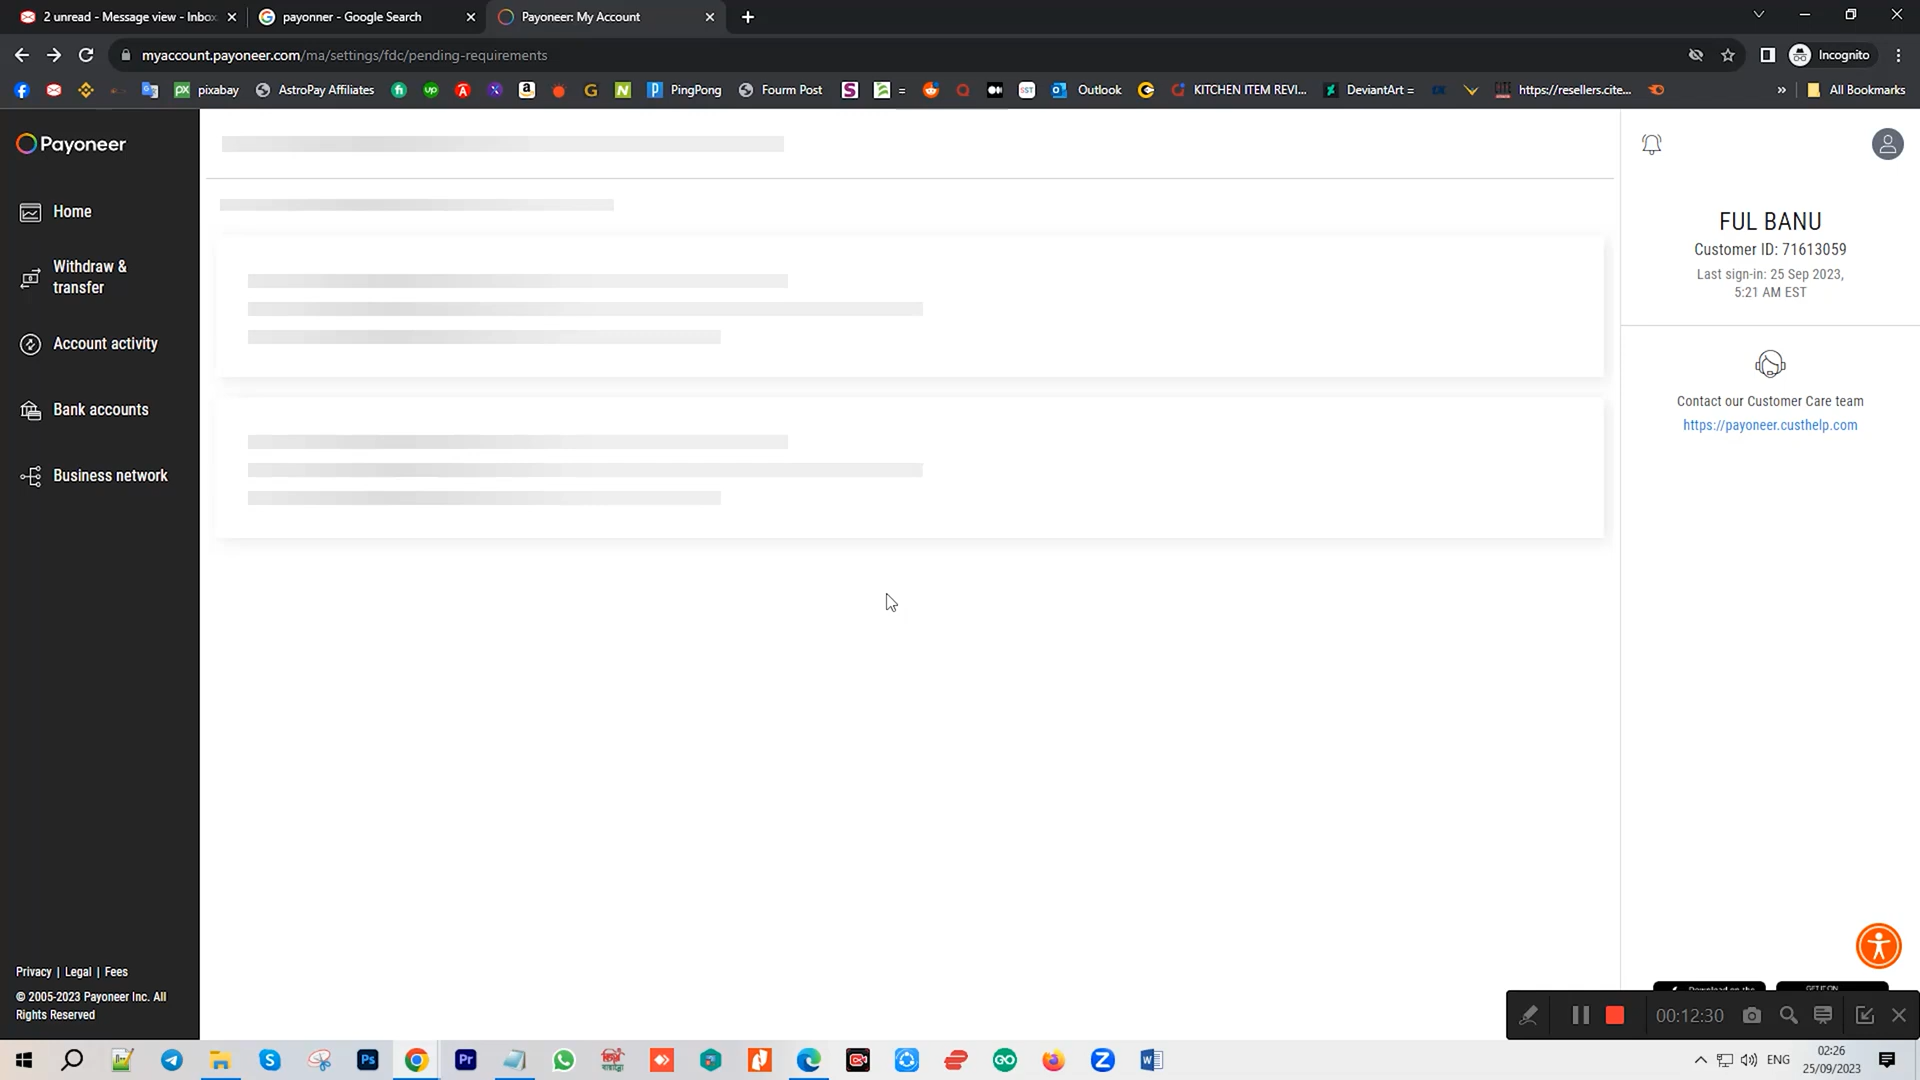 2 unread - Message view - Inbo
payonner - Google Search
Payoneer: My Account
myaccount.payoneer.com/ma/settings/fdc/pending-requirements
Incognito
pixabay
AstroPay Affiliates
PingPong
Fourm Post
=
Outlook
KITCHEN ITEM REVI...
DeviantArt =
https://resellers.cite...
»
All Bookmarks
Payoneer
Home
Withdraw &
transfer
Account activity
Bank accounts
Business network
FUL BANU
Customer ID: 71613059
Last sign-in: 25 Sep 2023,
5:21 AM EST
Contact our Customer Care team
https://payoneer.custhelp.com
Privacy | Legal | Fees
© 2005-2023 Payoneer Inc. All
Rights Reserved
00:12:30
ENG
02:26
25/09/2023